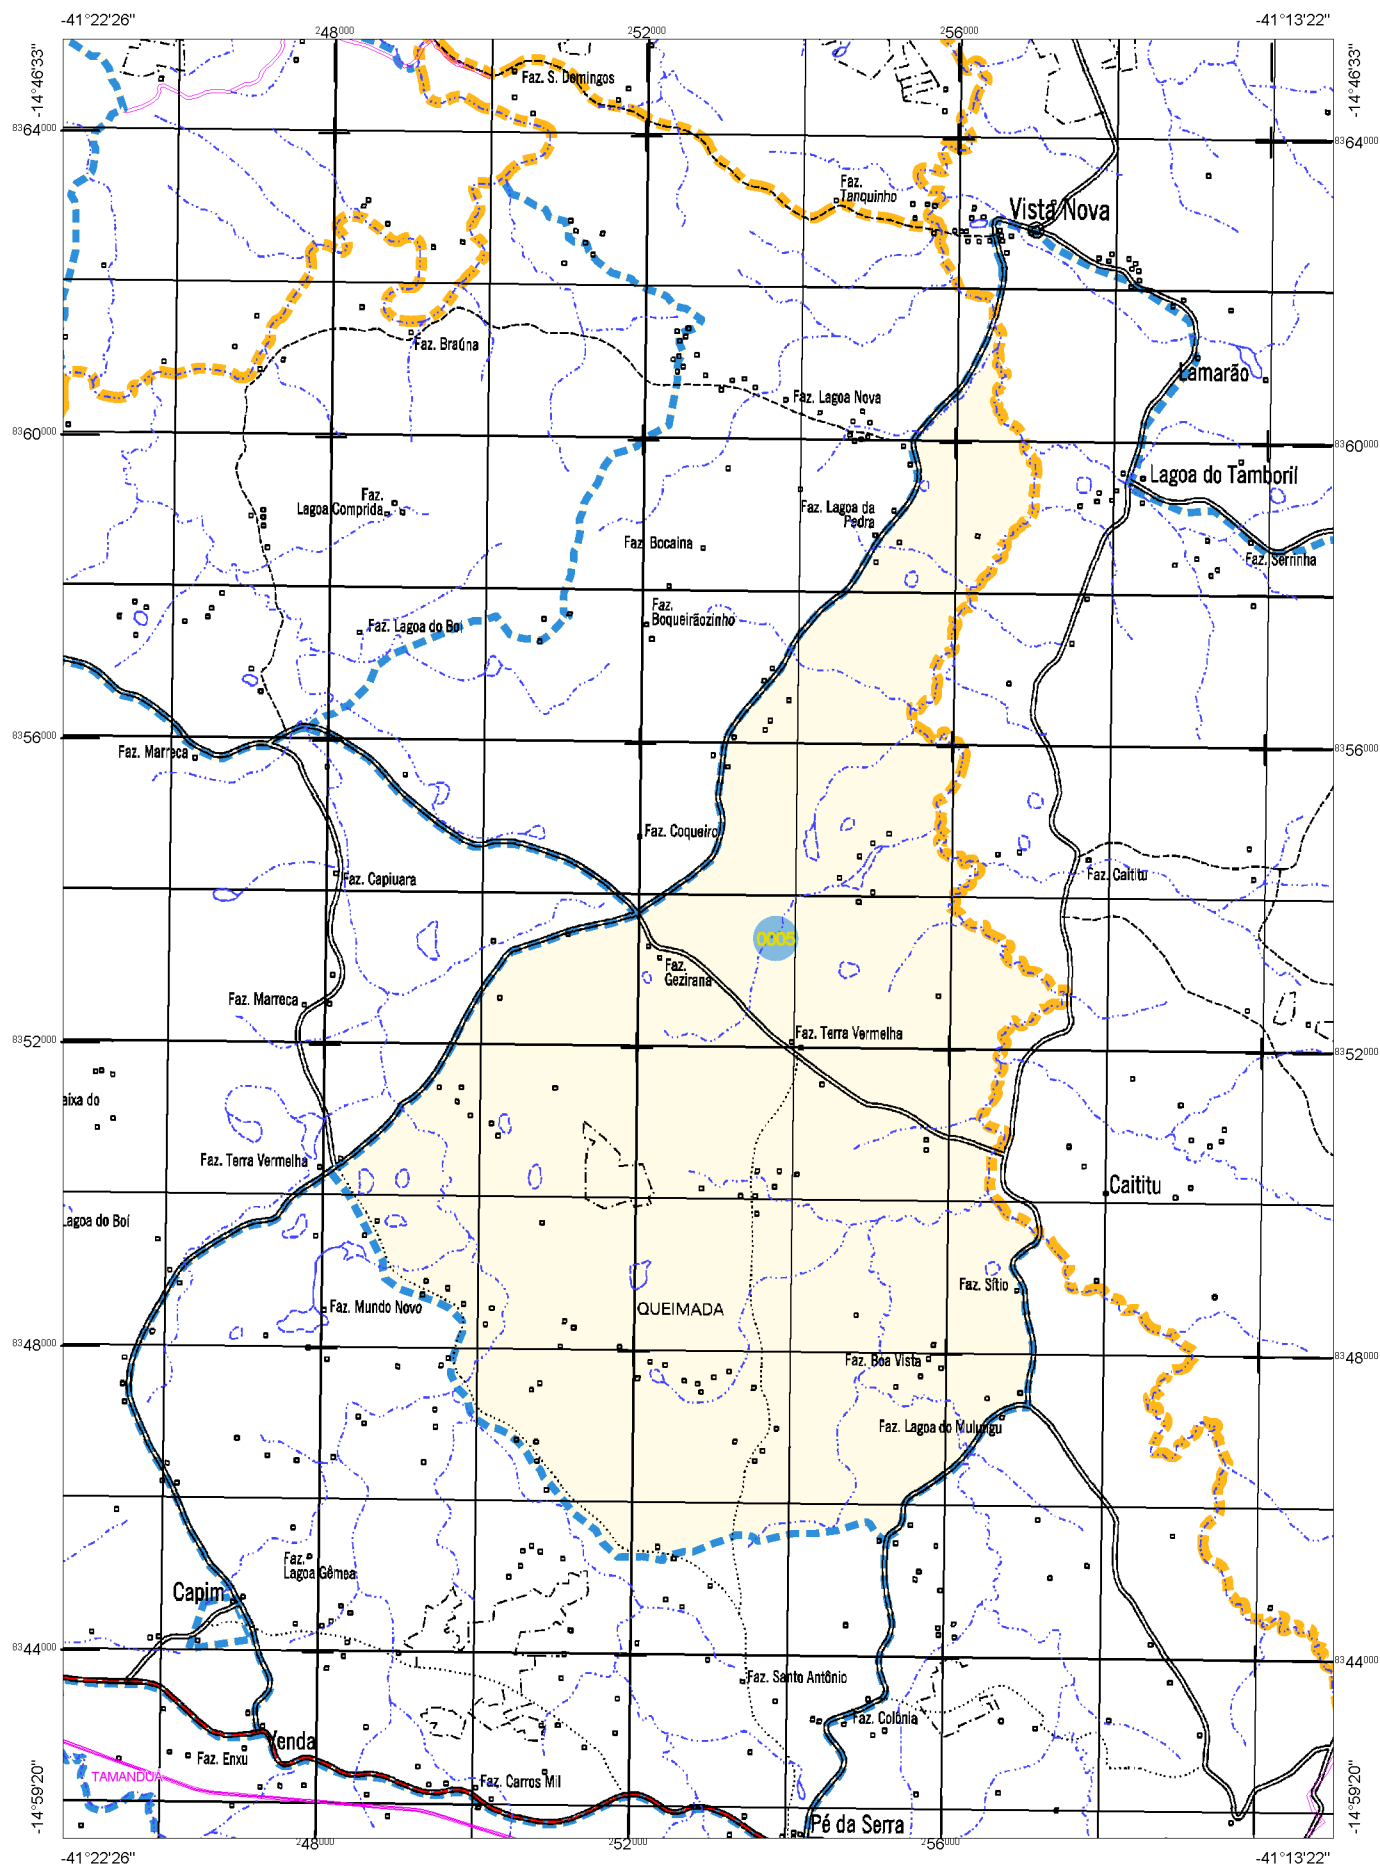 -41°22'26"
248000
252000
256000
-41°13'22"
-14°46'33"
-14°46'33"
Faz. S. Domingos
8364000
8364000
Faz.
Tanquinho
Vista Nova
Faz. Braúna
Lamarão
Faz. Lagoa Nova
8360000
8360000
Lagoa do Tamboril
Faz.
Lagoa Comprida
Faz. Lagoa da
Pedra
Faz. Bocaina
Faz. Serrinha
Faz.
Boqueirãozinho
Faz. Lagoa do Boi
8356000
8356000
Faz. Marreca
Faz. Coqueiro
Faz. Capiuara
Faz. Caititu
0005
Faz.
Gezirana
Faz. Marreca
Faz. Terra Vermelha
8352000
8352000
aixa do
Faz. Terra Vermelha
Caititu
Lagoa do Boí
Faz. Sítio
Faz. Mundo Novo
QUEIMADA
8348000
8348000
Faz. Boa Vista
Faz. Lagoa do Mulungu
Faz.
Lagoa Gêmea
Capim
8344000
8344000
Faz. Santo Antônio
Faz. Colônia
Venda
Faz. Enxu
TAMANDUÁ
Faz. Carros Mil
Pé da Serra
-14°59'20"
-14°59'20"
248000
252000
256000
-41°22'26"
-41°13'22"